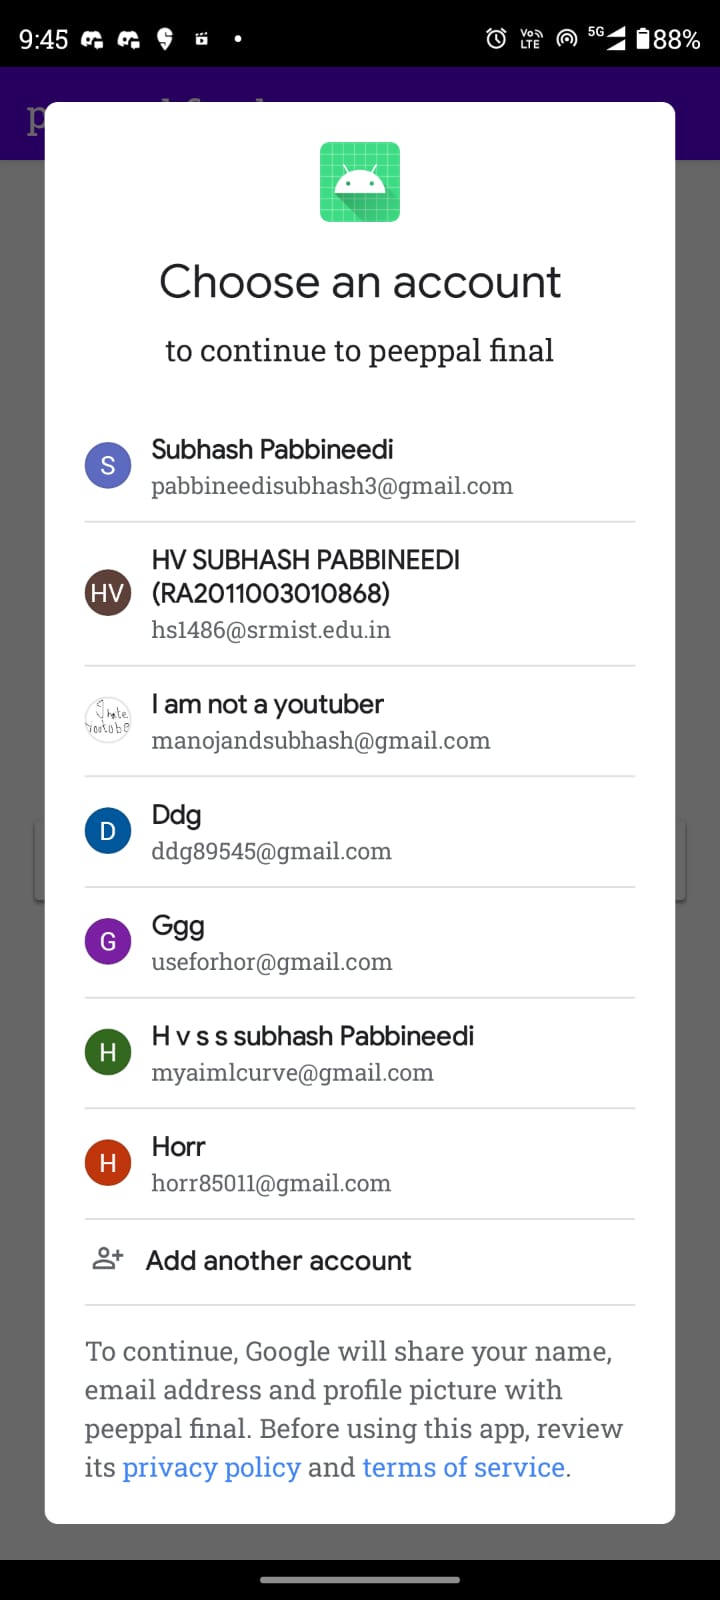 9:45 VoLTE 5G 88%
Choose an account
to continue to peeppal final
S Subhash Pabbineedi
pabbineedisubhash3@gmail.com
HV SUBHASH PABBINEEDI
HV (RA2011003010868)
hs1486@srmist.edu.in
I am not a youtuber
manojandsubhash@gmail.com
D Ddg
ddg89545@gmail.com
G Ggg
useforhor@gmail.com
H H v s s subhash Pabbineedi
myaimlcurve@gmail.com
H Horr
horr85011@gmail.com
Add another account
To continue, Google will share your name,
email address and profile picture with
peeppal final. Before using this app, review
its privacy policy and terms of service.